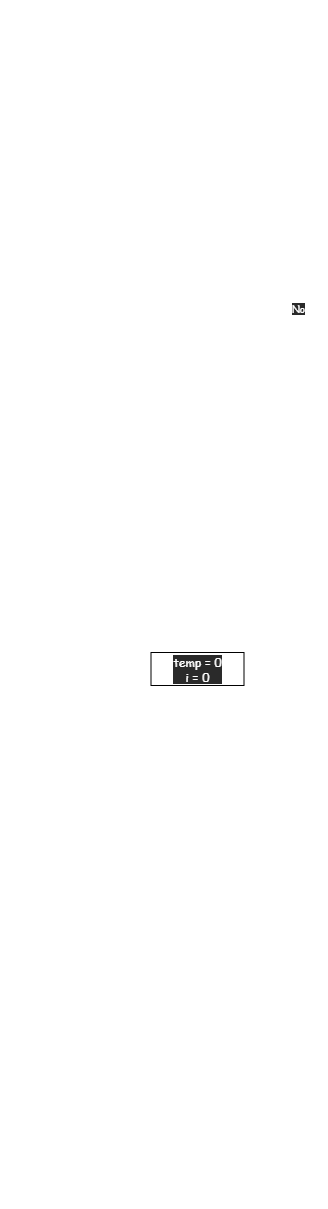 No
temp = 0
i = 0